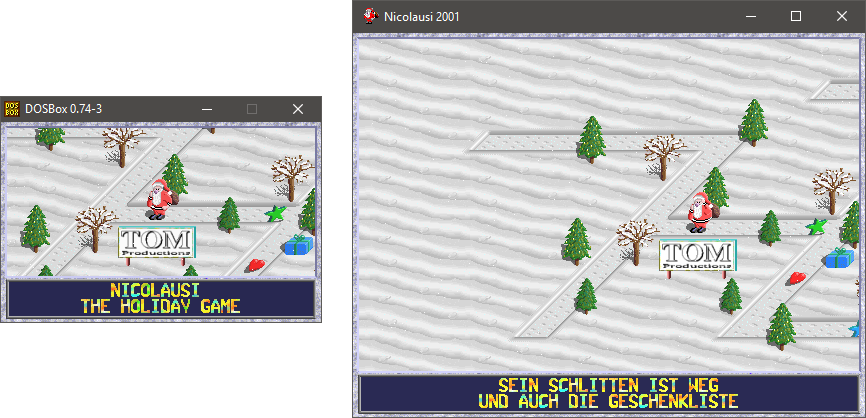 DOSBox 0.74-3
TOM
Productions
NICOLAUSI
THE HOLIDAY GAME
Nicolausi 2001
TOM
Productions
SEIN SCHLITTEN IST WEG
UND AUCH DIE GESCHENKLISTE